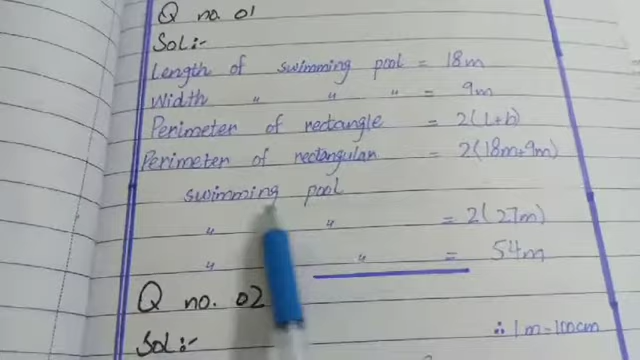 Q no. 01
Sol:-
Length of swimming pool = 18m
Width " " " = 9m
Perimeter of rectangle = 2(L+b)
Perimeter of rectangular = 2(18m+9m)
swimming pool
" " = 2(27m)
" " = 54m
Q no. 02
Sol:-
∴ 1m=100cm